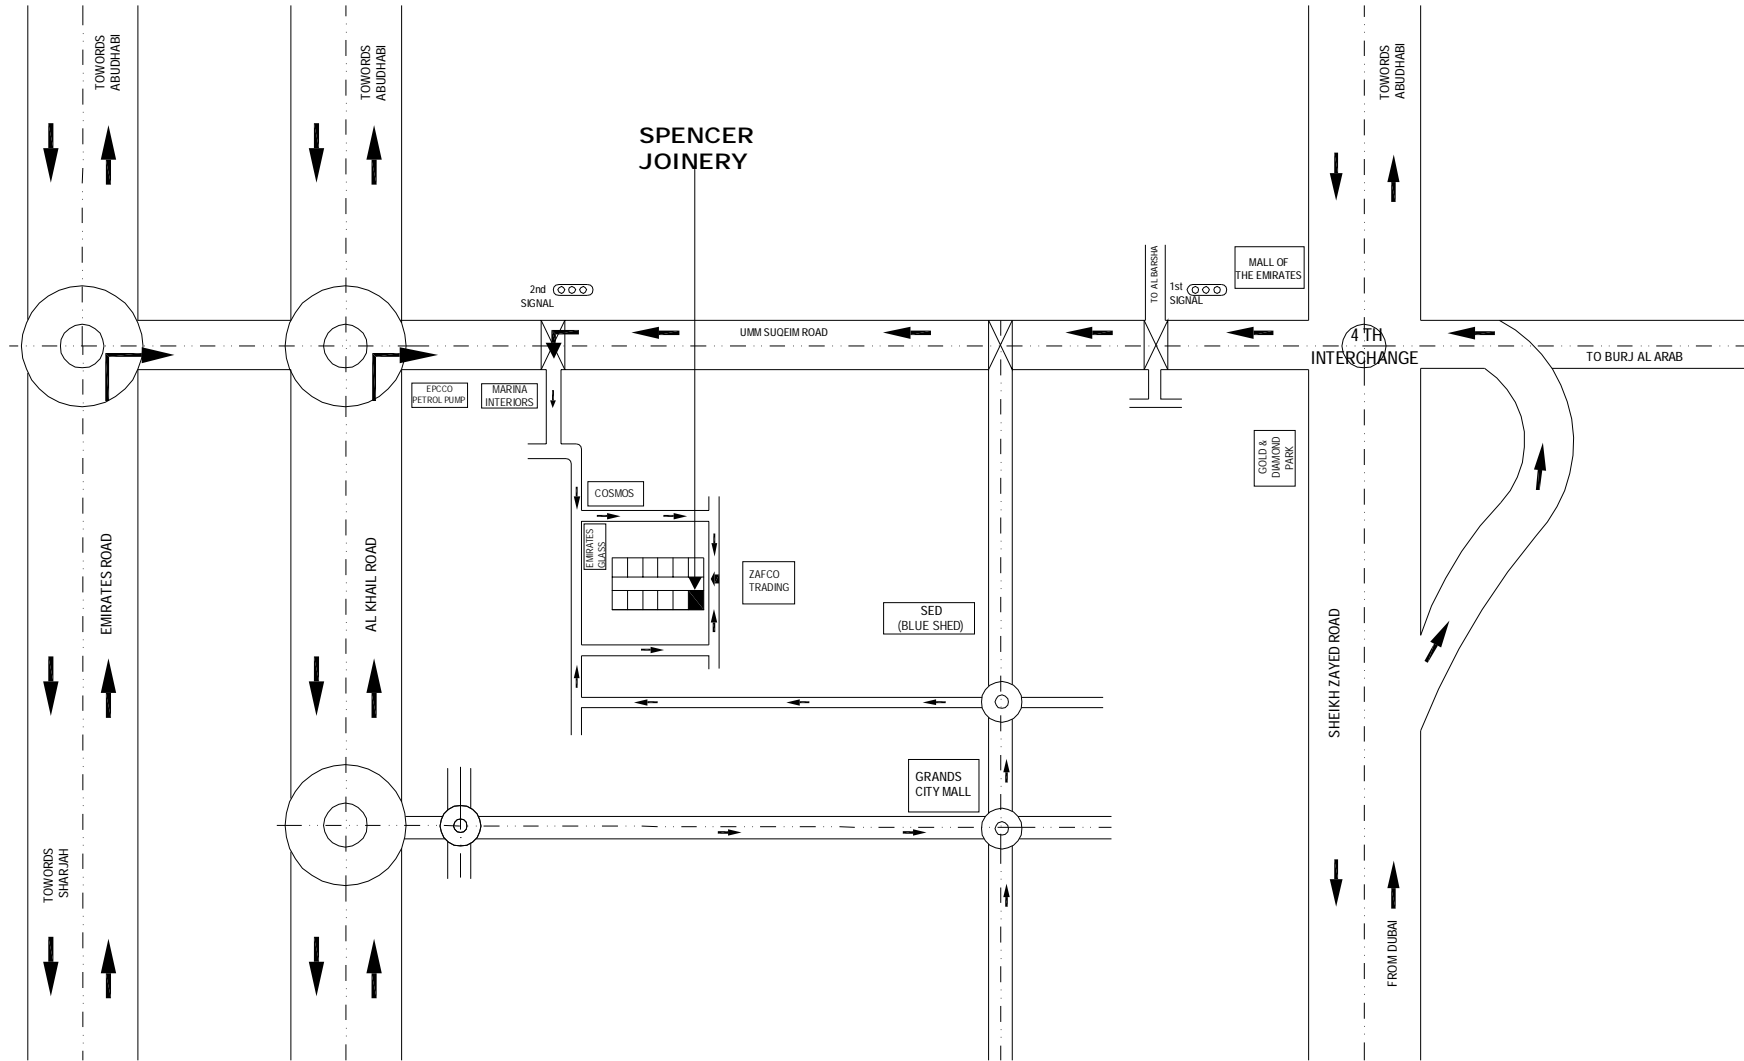 TOWORDS
ABUDHABI
TOWORDS
ABUDHABI
TOWORDS
ABUDHABI
SPENCER
JOINERY
2nd
SIGNAL
TO AL BARSHA
1st
SIGNAL
MALL OF
THE EMIRATES
UMM SUQEIM ROAD
4 TH
INTERCHANGE
TO BURJ AL ARAB
EPCCO
PETROL PUMP
MARINA
INTERIORS
GOLD &
DIAMOND
PARK
COSMOS
EMIRATES
GLASS
ZAFCO
TRADING
EMIRATES ROAD
AL KHAIL ROAD
SED
(BLUE SHED)
SHEIKH ZAYED ROAD
GRANDS
CITY MALL
TOWORDS
SHARJAH
FROM DUBAI